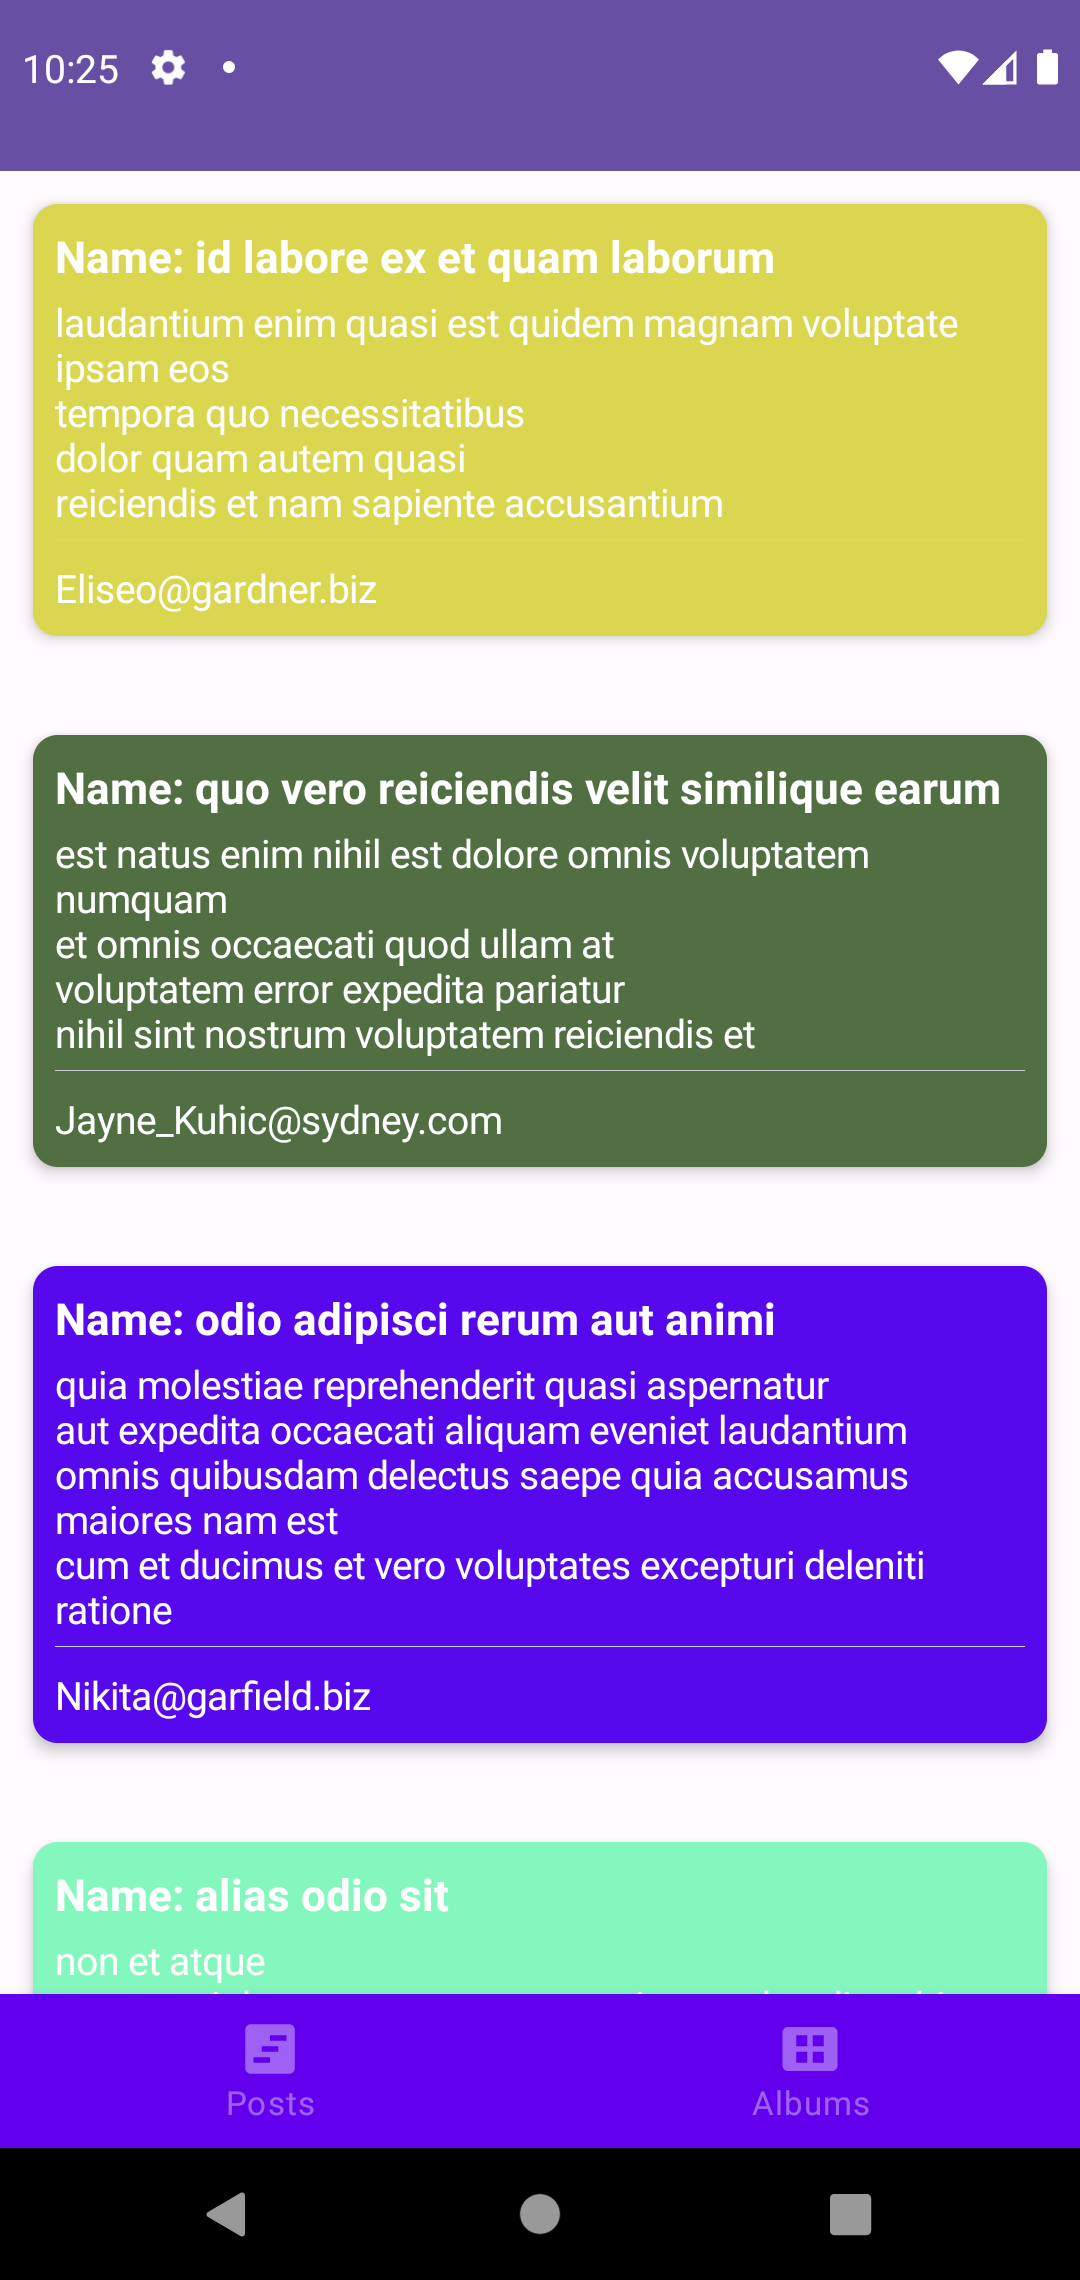 10:25
Name: id labore ex et quam laborum
laudantium enim quasi est quidem magnam voluptate
ipsam eos
tempora quo necessitatibus
dolor quam autem quasi
reiciendis et nam sapiente accusantium
Eliseo@gardner.biz
Name: quo vero reiciendis velit similique earum
est natus enim nihil est dolore omnis voluptatem
numquam
et omnis occaecati quod ullam at
voluptatem error expedita pariatur
nihil sint nostrum voluptatem reiciendis et
Jayne_Kuhic@sydney.com
Name: odio adipisci rerum aut animi
quia molestiae reprehenderit quasi aspernatur
aut expedita occaecati aliquam eveniet laudantium
omnis quibusdam delectus saepe quia accusamus
maiores nam est
cum et ducimus et vero voluptates excepturi deleniti
ratione
Nikita@garfield.biz
Name: alias odio sit
non et atque
Posts
Albums